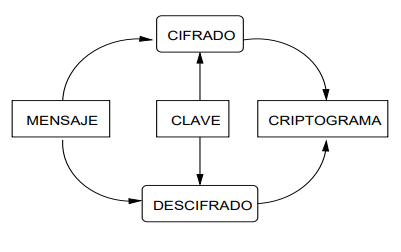 CIFRADO
MENSAJE
CLAVE
CRIPTOGRAMA
DESCIFRADO